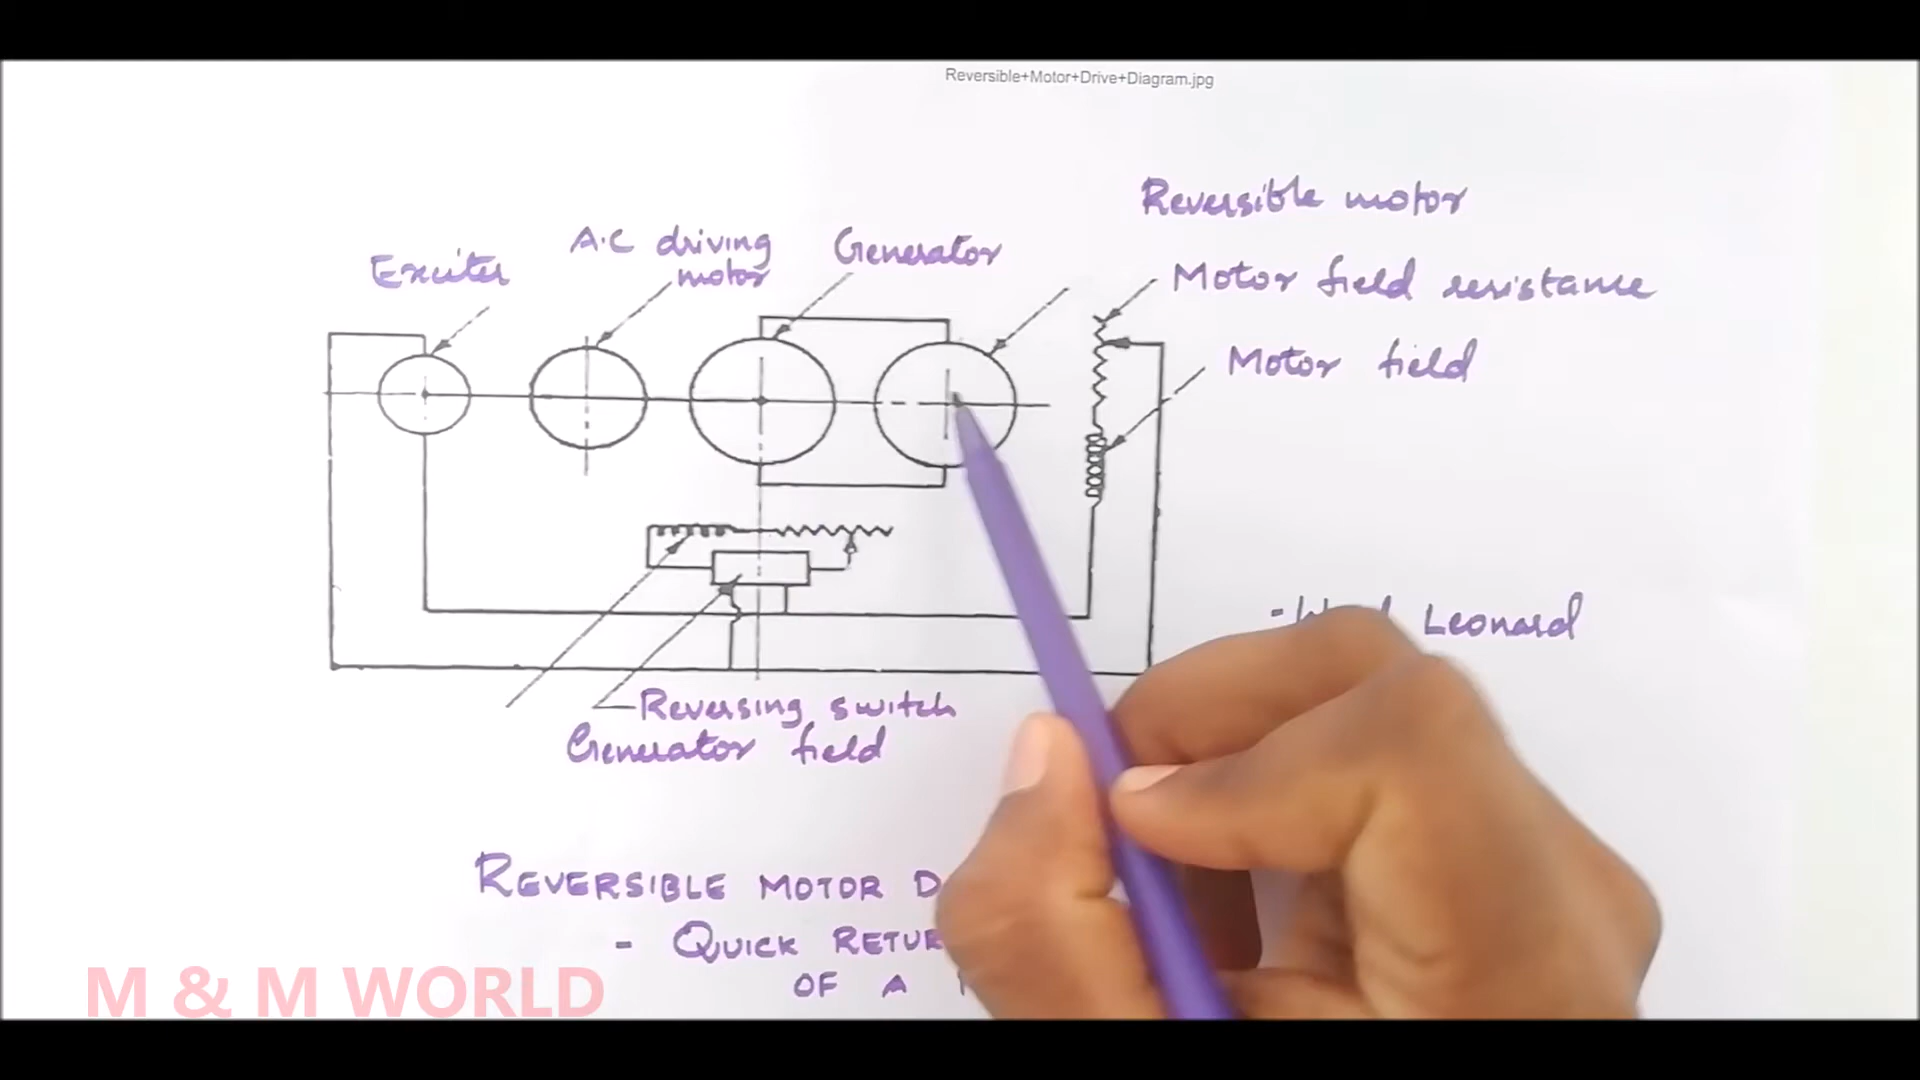 Reversible+Motor+Drive+Diagram.jpg
Reversible motor
A.C driving
motor
Generator
Exciter
Motor field resistance
Motor field
- Leonard
Reversing switch
Generator field
REVERSIBLE MOTOR
- QUICK
OF A
M & M WORLD